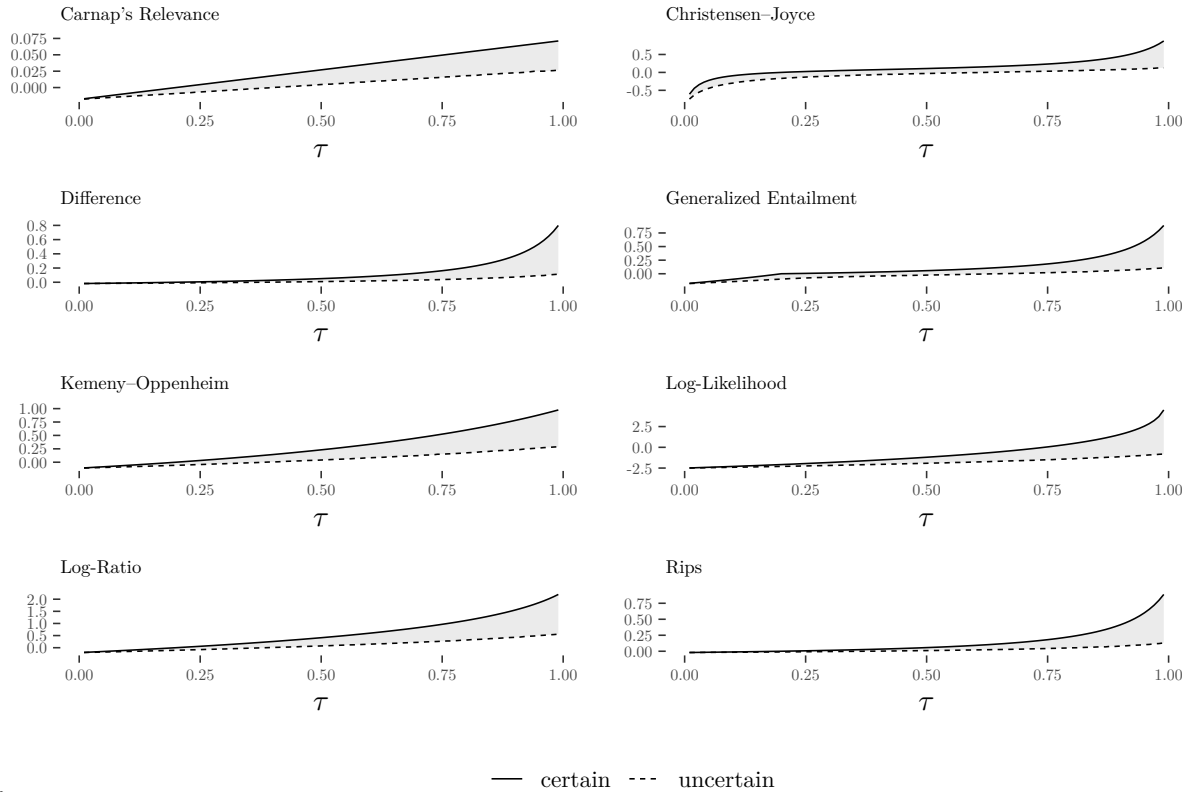 Carnap's Relevance
0.075
0.050
0.025
0.000
0.00 0.25 0.50 0.75 1.00
τ
Christensen–Joyce
0.5
0.0
-0.5
0.00 0.25 0.50 0.75 1.00
τ
Difference
0.8
0.6
0.4
0.2
0.0
0.00 0.25 0.50 0.75 1.00
τ
Generalized Entailment
0.75
0.50
0.25
0.00
0.00 0.25 0.50 0.75 1.00
τ
Kemeny–Oppenheim
1.00
0.75
0.50
0.25
0.00
0.00 0.25 0.50 0.75 1.00
τ
Log-Likelihood
2.5
0.0
-2.5
0.00 0.25 0.50 0.75 1.00
τ
Log-Ratio
2.0
1.5
1.0
0.5
0.0
0.00 0.25 0.50 0.75 1.00
τ
Rips
0.75
0.50
0.25
0.00
0.00 0.25 0.50 0.75 1.00
τ
certain uncertain